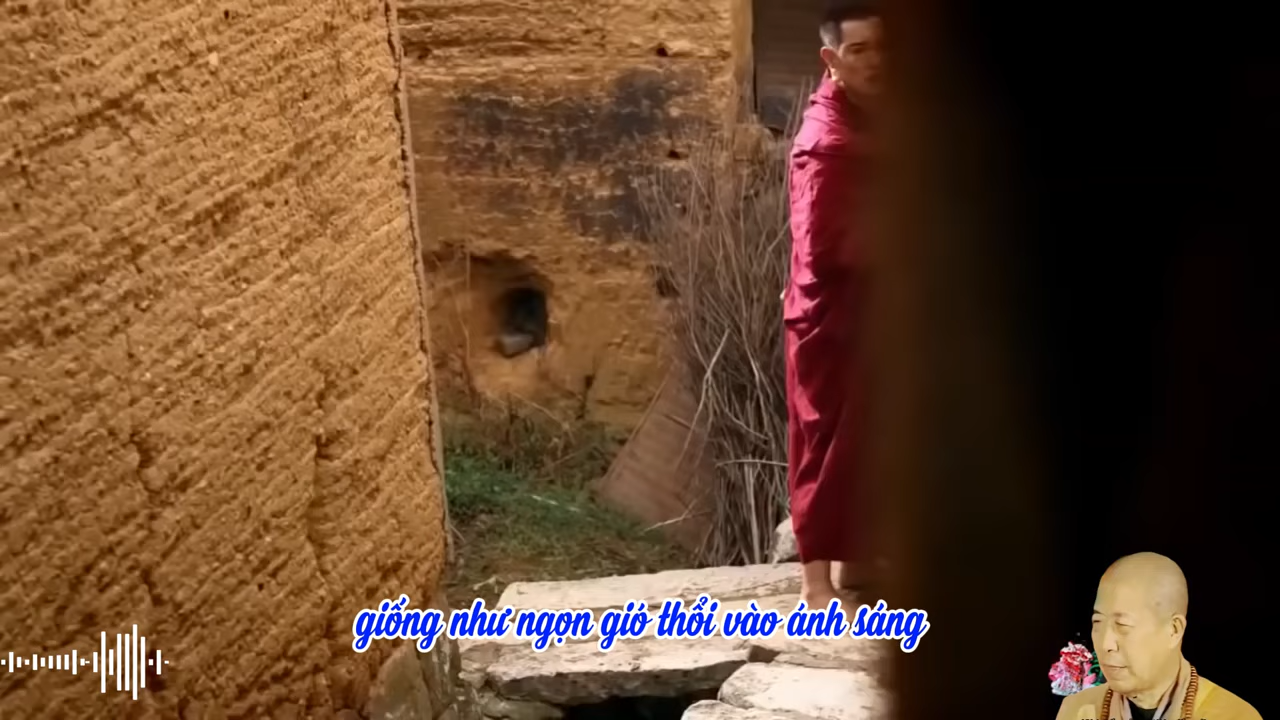 giống như ngọn gió thổi vào ánh sáng